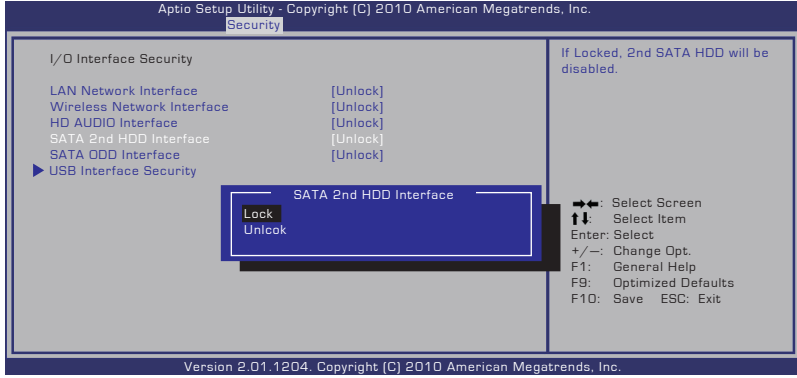 Aptio Setup Utility - Copyright (C) 2010 American Megatrends, Inc.
Security
I/O Interface Security
LAN Network Interface [Unlock]
Wireless Network Interface [Unlock]
HD AUDIO Interface [Unlock]
SATA 2nd HDD Interface [Unlock]
SATA ODD Interface [Unlock]
USB Interface Security
SATA 2nd HDD Interface
Lock
Unlcok
If Locked, 2nd SATA HDD will be
disabled.
→←: Select Screen
↑↓: Select Item
Enter: Select
+/—: Change Opt.
F1: General Help
F9: Optimized Defaults
F10: Save ESC: Exit
Version 2.01.1204. Copyright (C) 2010 American Megatrends, Inc.